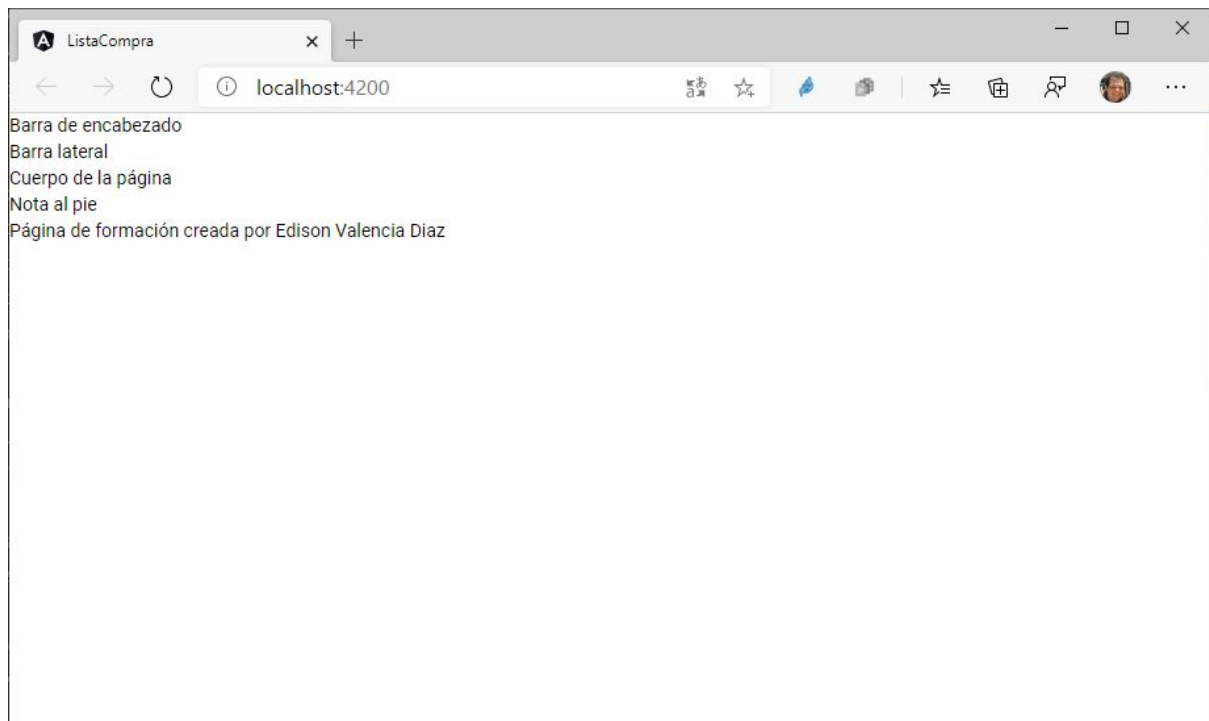 ListaCompra
localhost:4200
Barra de encabezado
Barra lateral
Cuerpo de la página
Nota al pie
Página de formación creada por Edison Valencia Diaz